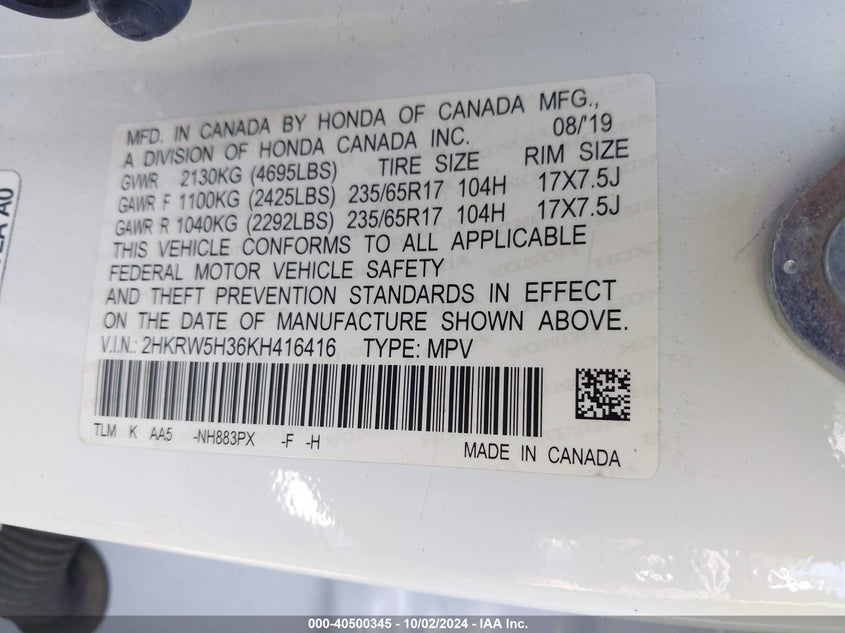 MFD. IN CANADA BY HONDA OF CANADA MFG.,
A DIVISION OF HONDA CANADA INC. 08/'19
GVWR 2130KG (4695LBS) TIRE SIZE RIM SIZE
GAWR F 1100KG (2425LBS) 235/65R17 104H 17X7.5J
GAWR R 1040KG (2292LBS) 235/65R17 104H 17X7.5J
THIS VEHICLE CONFORMS TO ALL APPLICABLE
FEDERAL MOTOR VEHICLE SAFETY
AND THEFT PREVENTION STANDARDS IN EFFECT
ON THE DATE OF MANUFACTURE SHOWN ABOVE.
V.I.N.: 2HKRW5H36KH416416 TYPE: MPV
TLM K AA5 -NH883PX -F -H
MADE IN CANADA
000-40500345 - 10/02/2024 - IAA Inc.